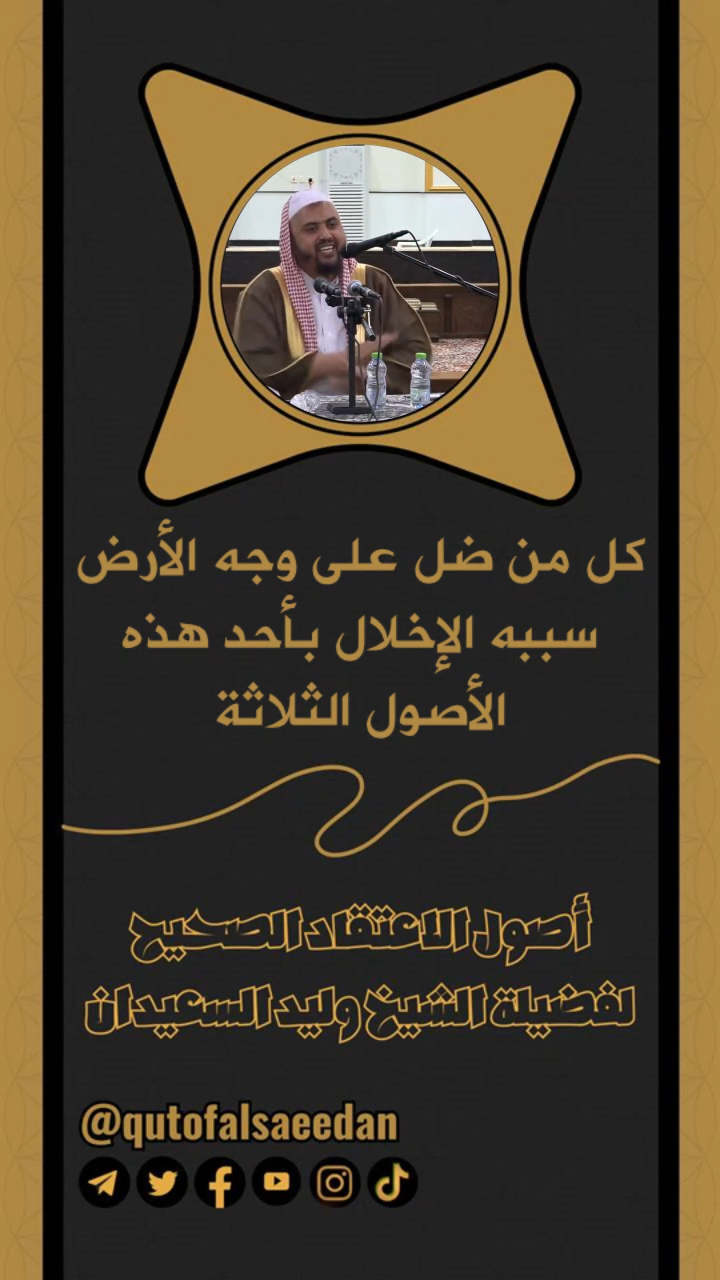 كل من ضل على وجه الأرض
سببه الإخلال بأحد هذه
الأصول الثلاثة
أصول الاعتقاد الصحيح
لفضيلة الشيخ وليد السعيدان
@qutofalsaeedan